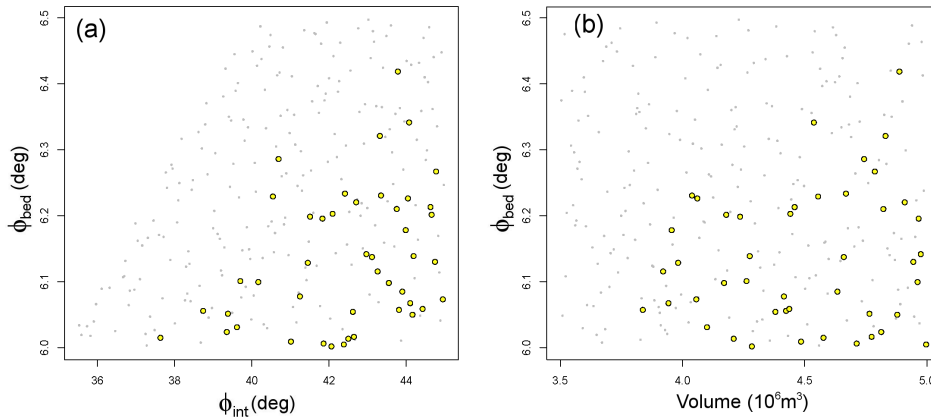 (a)
6.5
6.4
6.3
6.2
6.1
6.0
ϕbed (deg)
36 38 40 42 44
ϕint (deg)
(b)
6.5
6.4
6.3
6.2
6.1
6.0
ϕbed (deg)
3.5 4.0 4.5 5.0
Volume (10⁶m³)